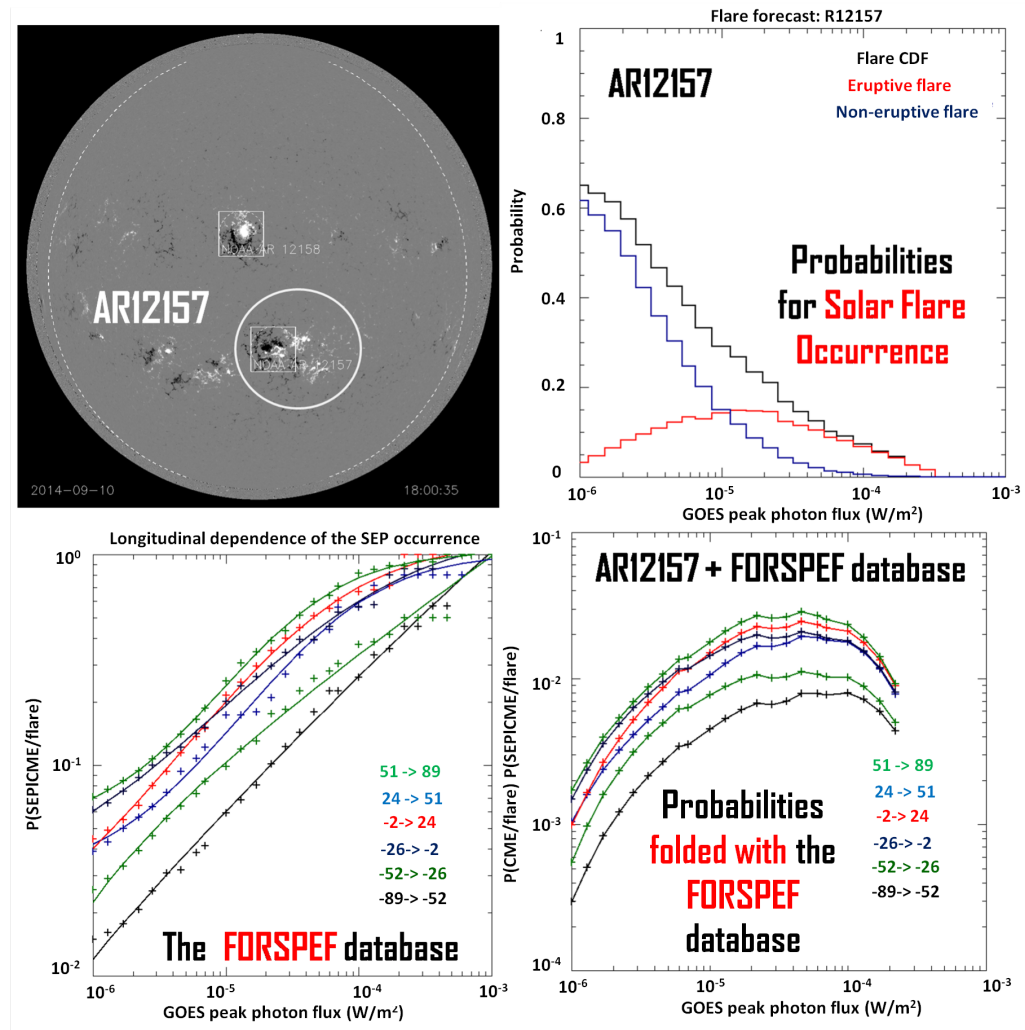 NOAA AR 12158
AR12157
NOAA AR 12157
2014-09-10
18:00:35
Flare forecast: R12157
AR12157
Flare CDF
Eruptive flare
Non-eruptive flare
Probabilities
for Solar Flare
Occurrence
Probability
1
0.8
0.6
0.4
0.2
0
10-6
10-5
10-4
10-3
GOES peak photon flux (W/m2)
Longitudinal dependence of the SEP occurrence
P(SEPICME/flare)
100
10-1
10-2
51 -> 89
24 -> 51
-2-> 24
-26-> -2
-52-> -26
-89-> -52
The FORSPEF database
10-6
10-5
10-4
10-3
GOES peak photon flux (W/m2)
P(CME/flare) P(SEPICME/flare)
10-1
10-2
10-3
10-4
AR12157 + FORSPEF database
51 -> 89
24 -> 51
-2-> 24
-26-> -2
-52-> -26
-89-> -52
Probabilities
folded with the
FORSPEF
database
10-6
10-5
10-4
10-3
GOES peak photon flux (W/m2)